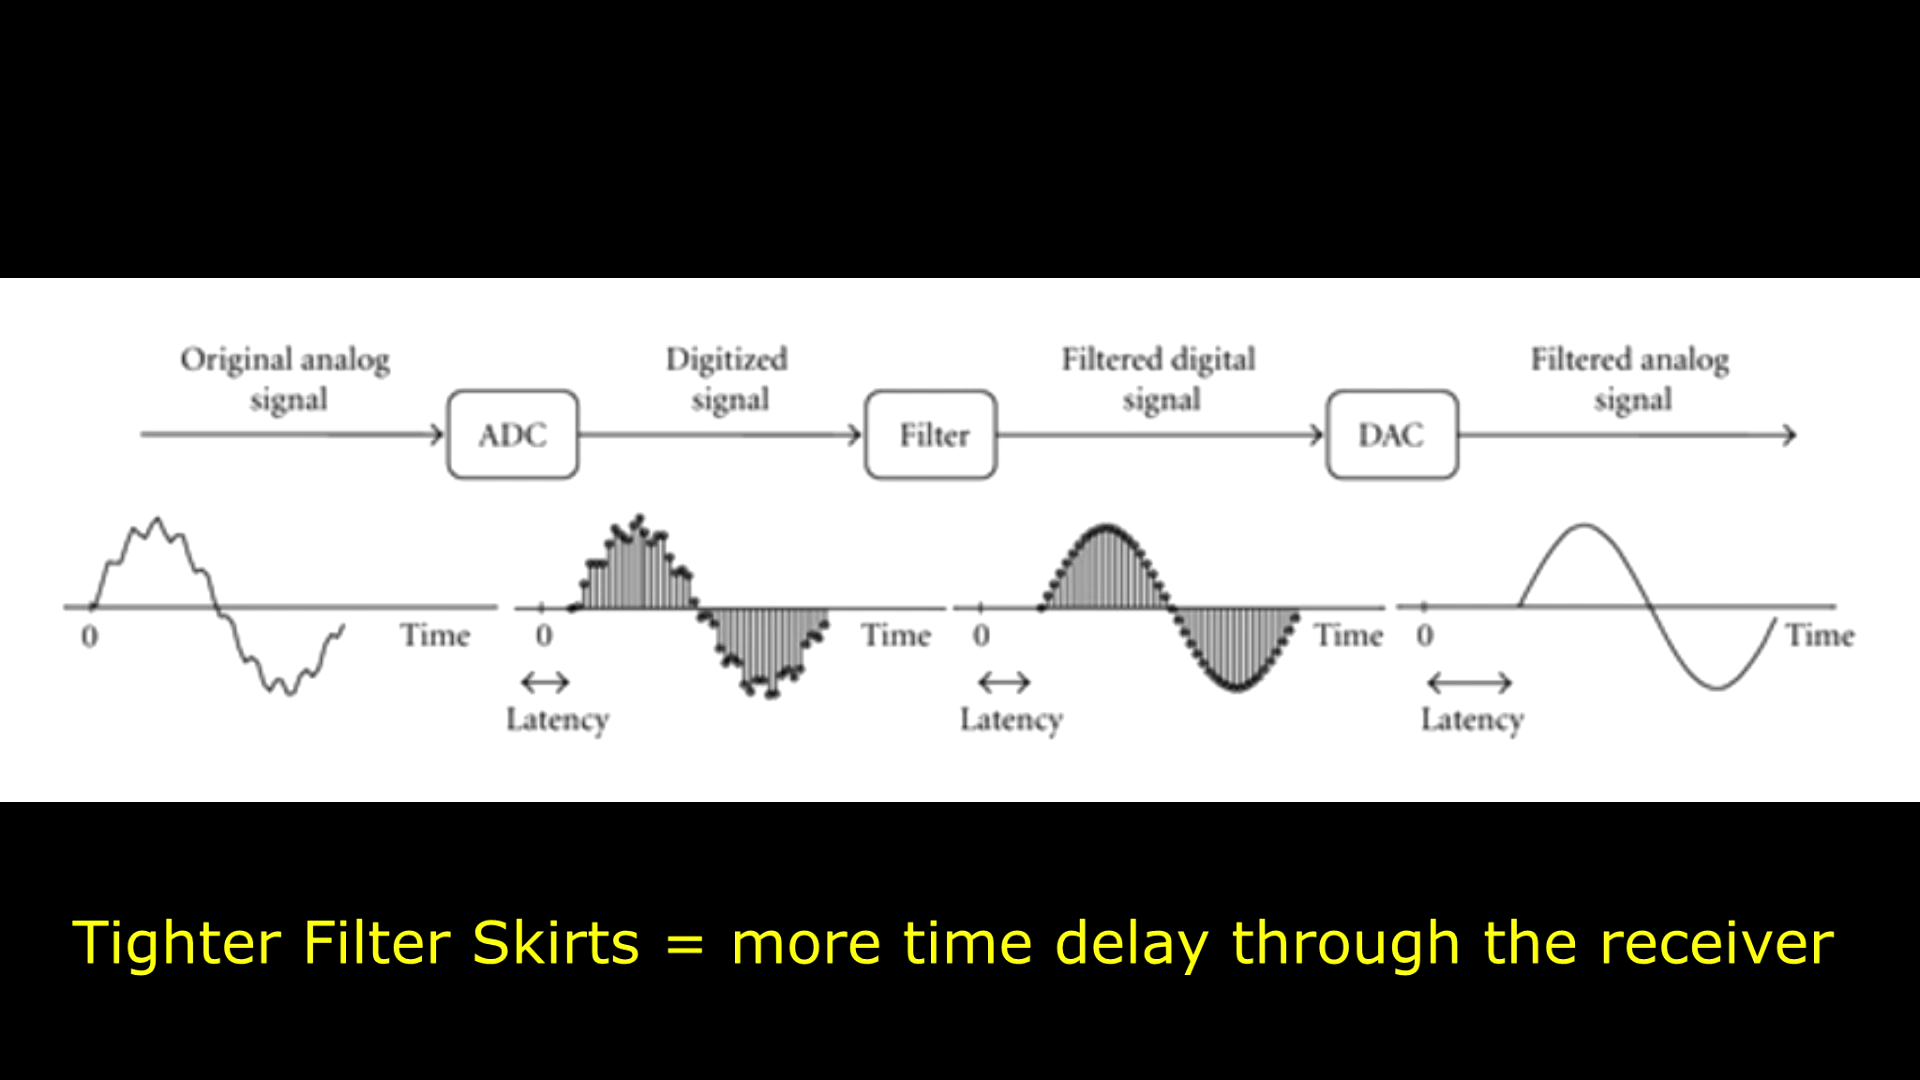 Original analog
signal
ADC
Digitized
signal
Filter
Filtered digital
signal
DAC
Filtered analog
signal
0
Time
0
Time
0
Time
0
Time
Latency
Latency
Latency
Tighter Filter Skirts = more time delay through the receiver